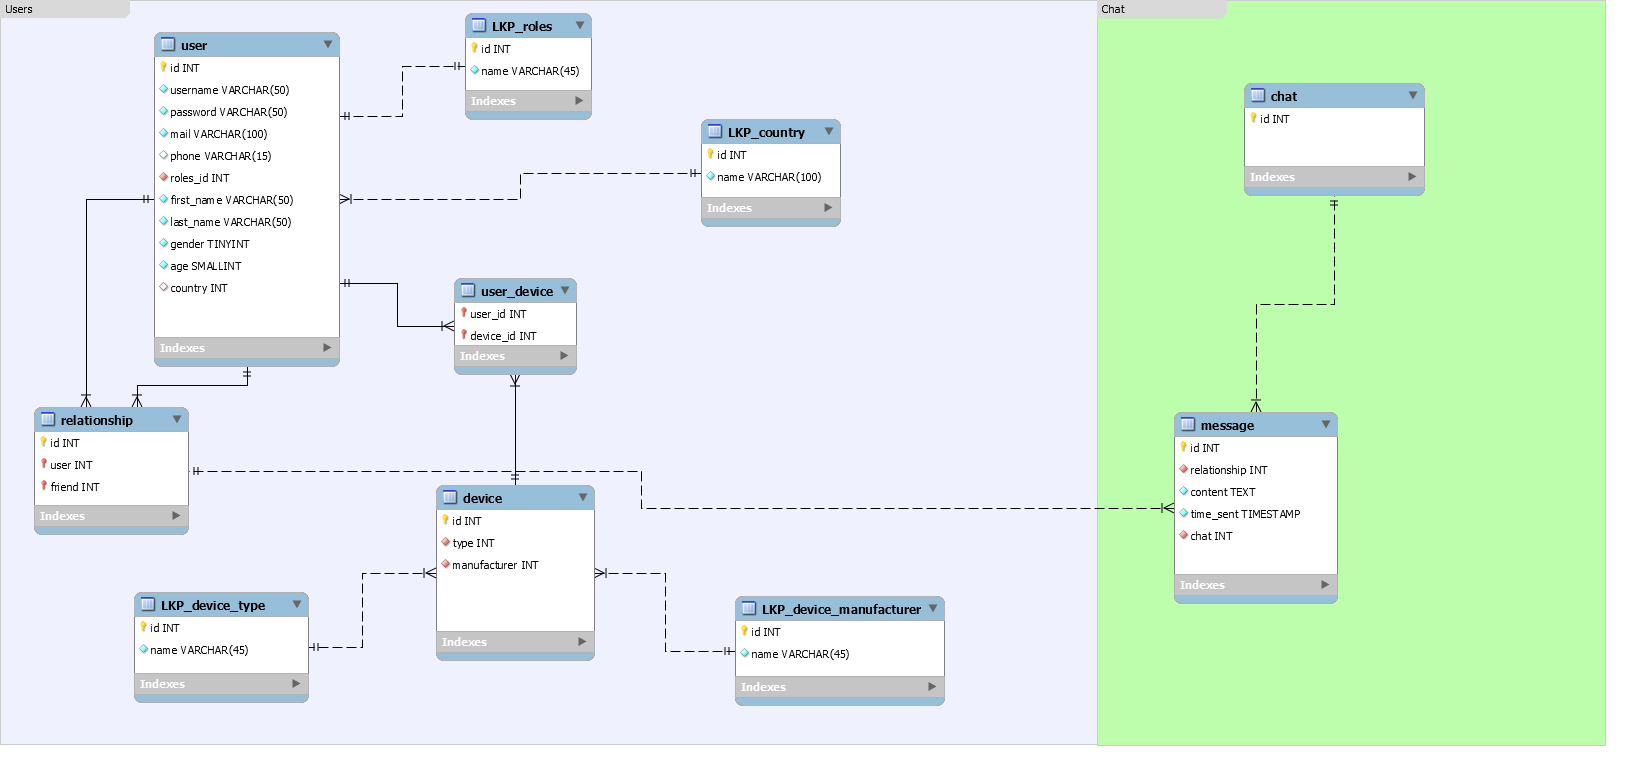 Users
user
id INT
username VARCHAR(50)
password VARCHAR(50)
mail VARCHAR(100)
phone VARCHAR(15)
roles_id INT
first_name VARCHAR(50)
last_name VARCHAR(50)
gender TINYINT
age SMALLINT
country INT
Indexes
LKP_roles
id INT
name VARCHAR(45)
Indexes
LKP_country
id INT
name VARCHAR(100)
Indexes
user_device
user_id INT
device_id INT
Indexes
relationship
id INT
user INT
friend INT
Indexes
device
id INT
type INT
manufacturer INT
Indexes
LKP_device_type
id INT
name VARCHAR(45)
Indexes
LKP_device_manufacturer
id INT
name VARCHAR(45)
Indexes
Chat
chat
id INT
Indexes
message
id INT
relationship INT
content TEXT
time_sent TIMESTAMP
chat INT
Indexes